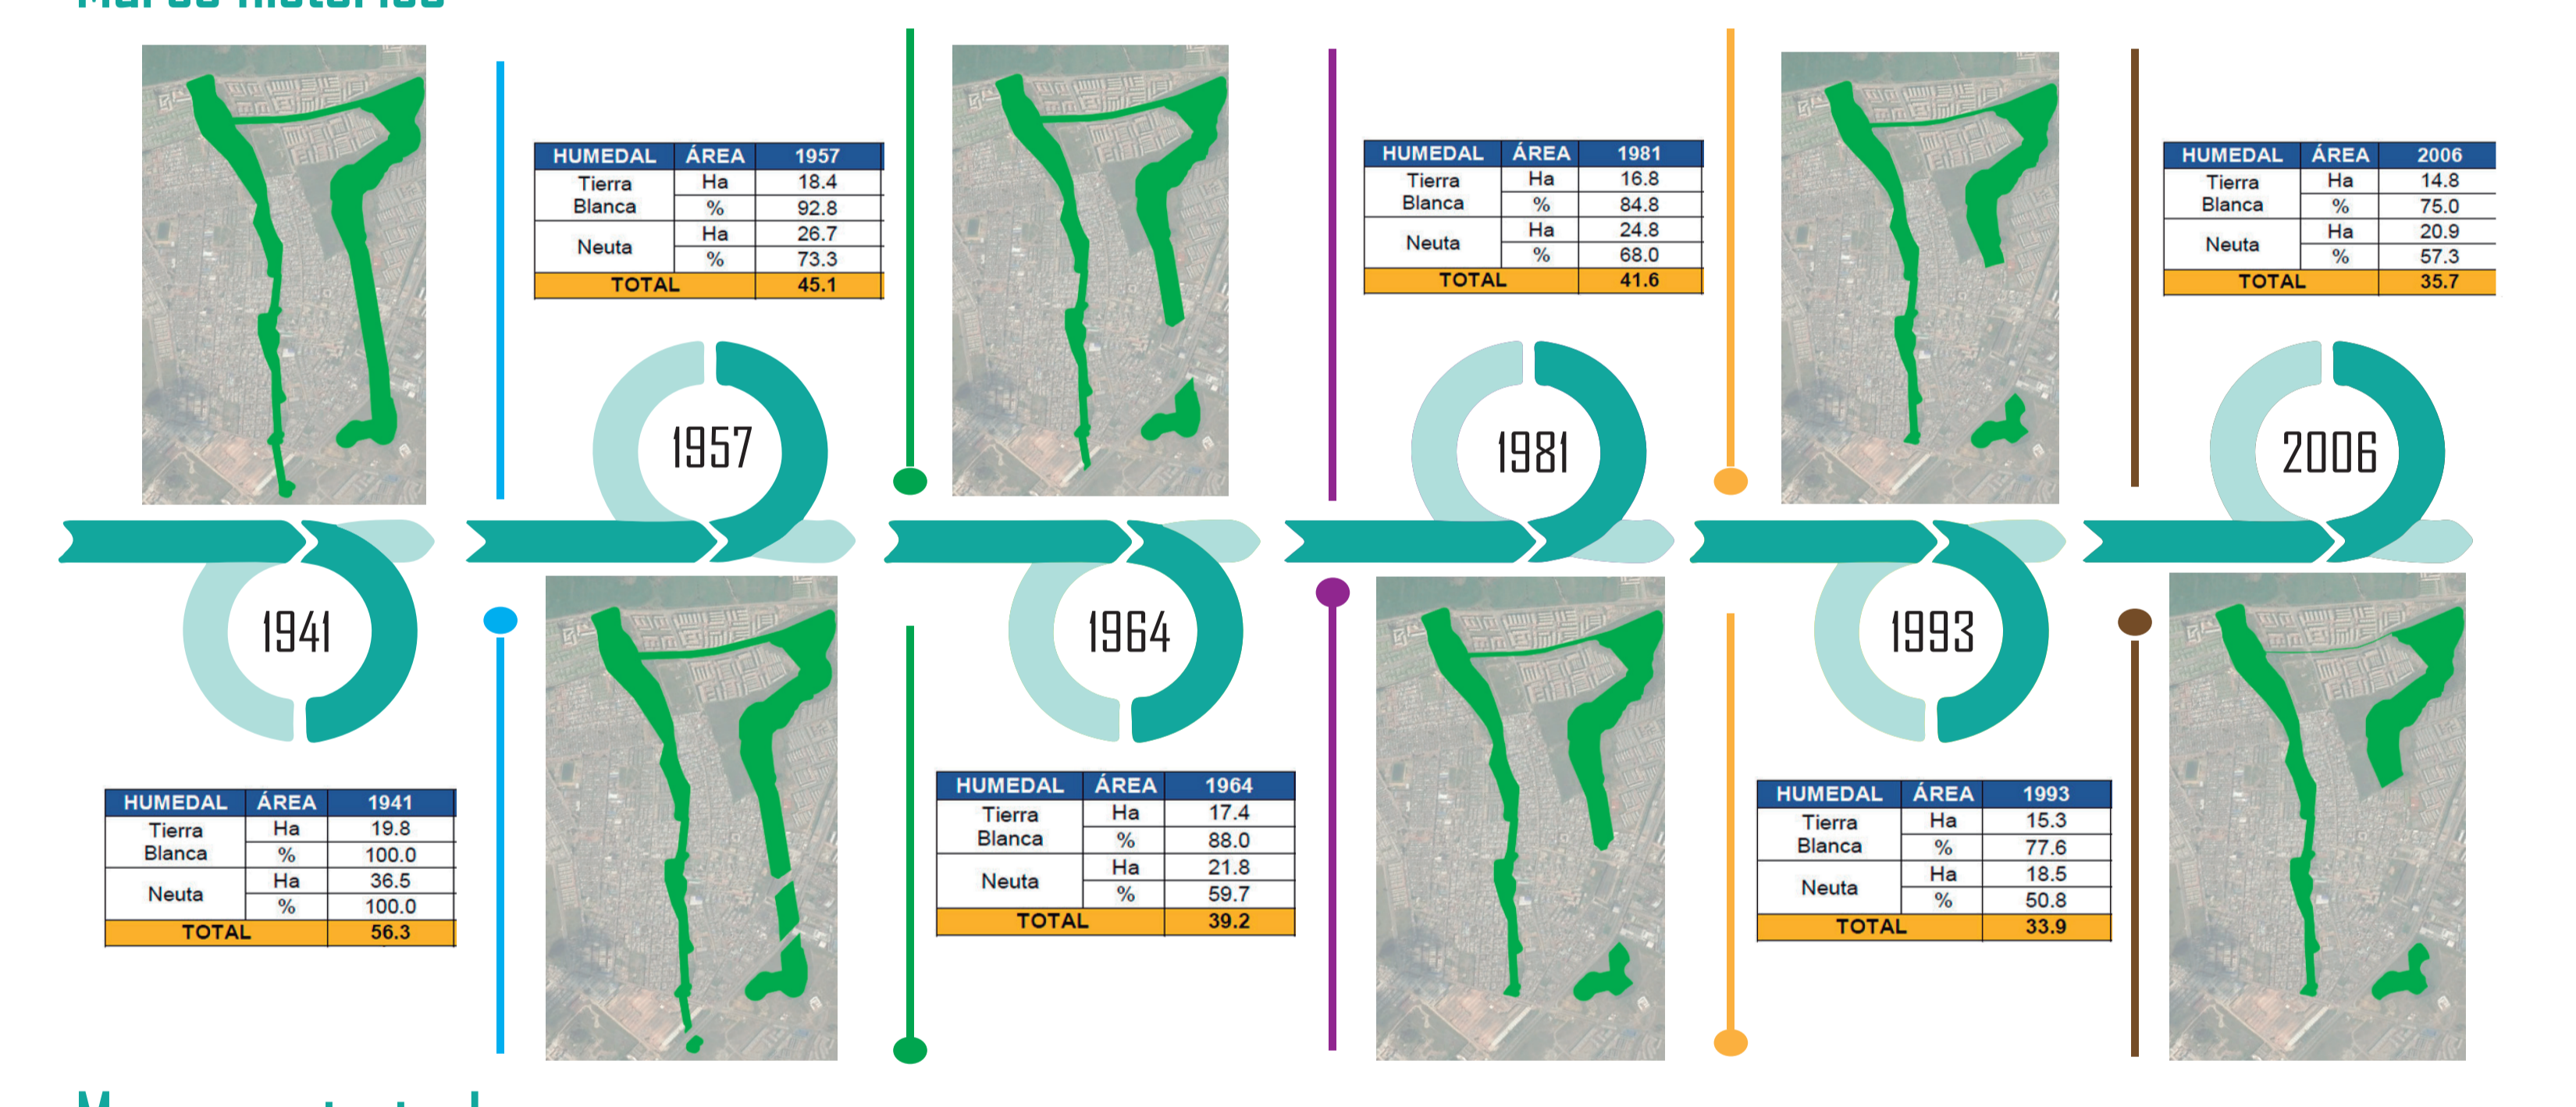 Marco histórico
HUMEDAL ÁREA 1957
Tierra Blanca Ha 18.4
% 92.8
Neuta Ha 26.7
% 73.3
TOTAL 45.1
HUMEDAL ÁREA 1981
Tierra Blanca Ha 16.8
% 84.8
Neuta Ha 24.8
% 68.0
TOTAL 41.6
HUMEDAL ÁREA 2006
Tierra Blanca Ha 14.8
% 75.0
Neuta Ha 20.9
% 57.3
TOTAL 35.7
1957
1981
2006
1941
1964
1993
HUMEDAL ÁREA 1941
Tierra Blanca Ha 19.8
% 100.0
Neuta Ha 36.5
% 100.0
TOTAL 56.3
HUMEDAL ÁREA 1964
Tierra Blanca Ha 17.4
% 88.0
Neuta Ha 21.8
% 59.7
TOTAL 39.2
HUMEDAL ÁREA 1993
Tierra Blanca Ha 15.3
% 77.6
Neuta Ha 18.5
% 50.8
TOTAL 33.9